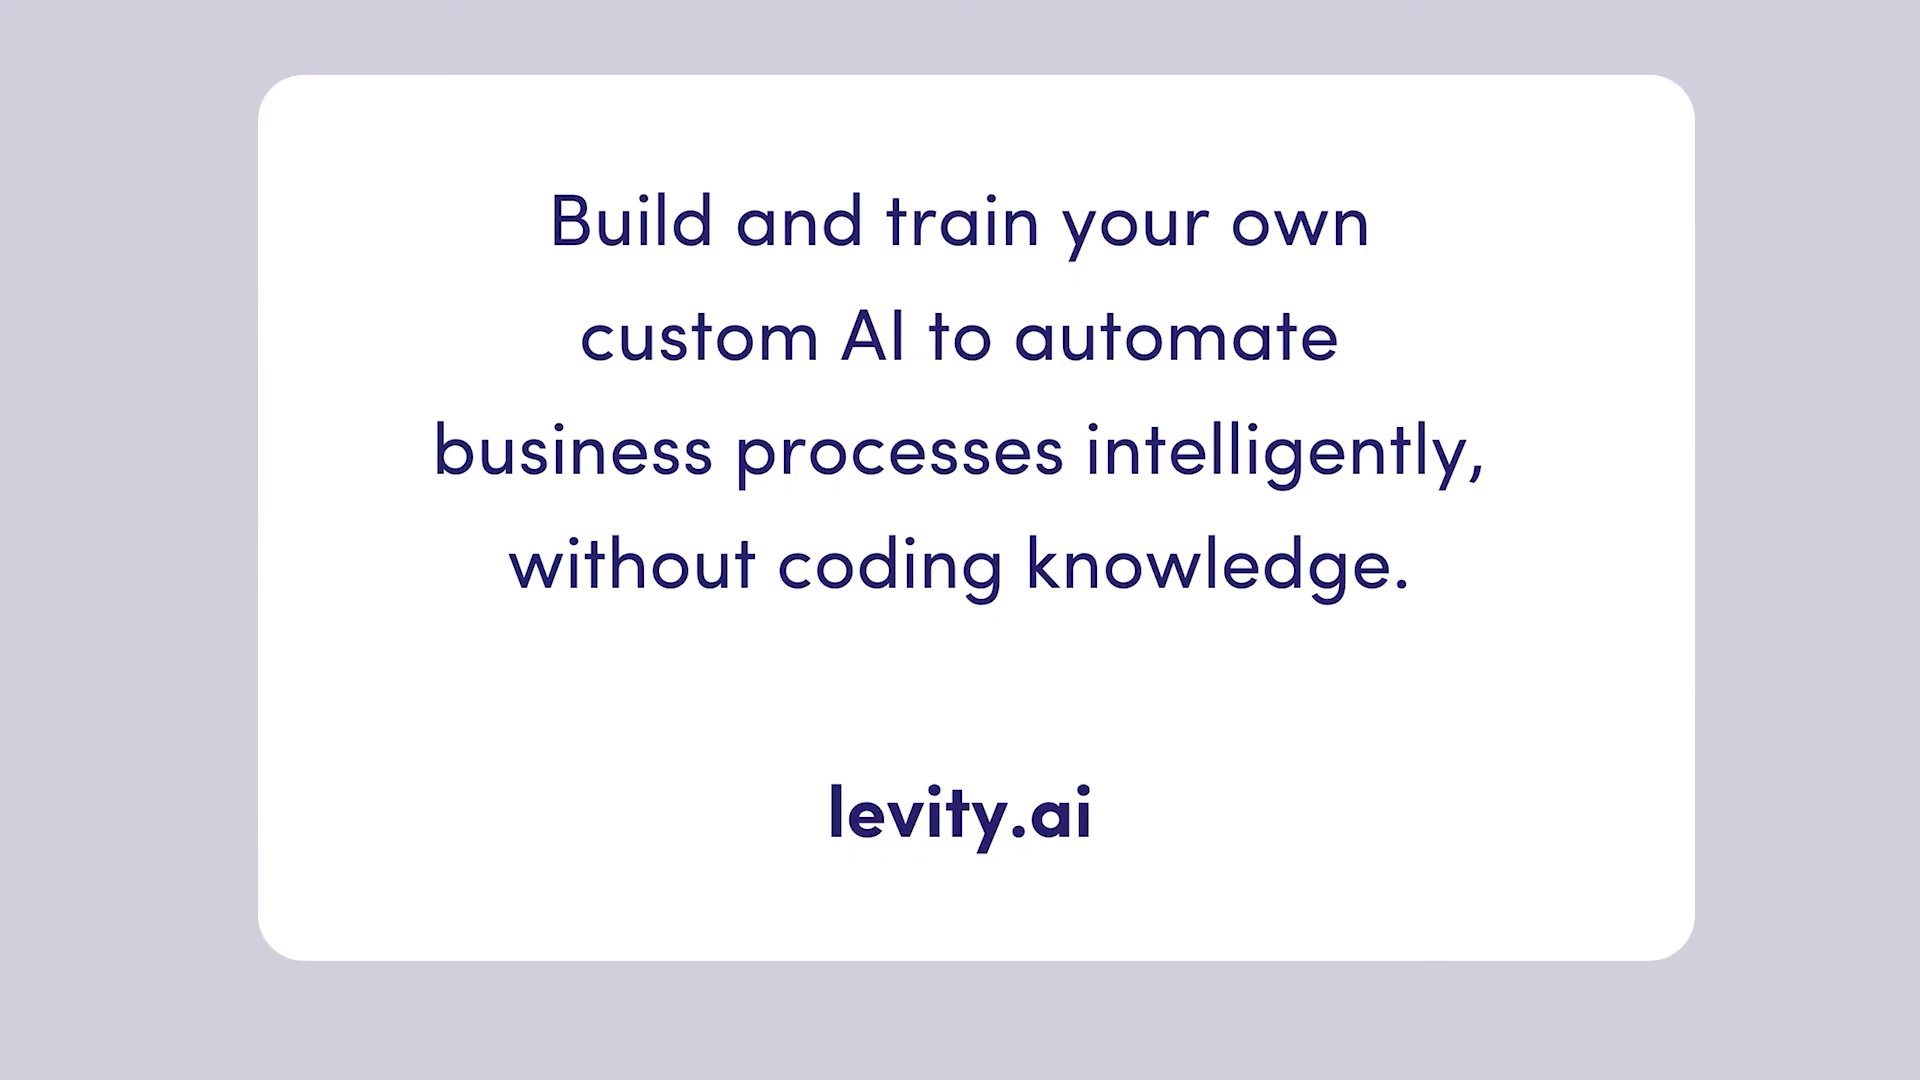 Build and train your own
custom AI to automate
business processes intelligently,
without coding knowledge.
levity.ai